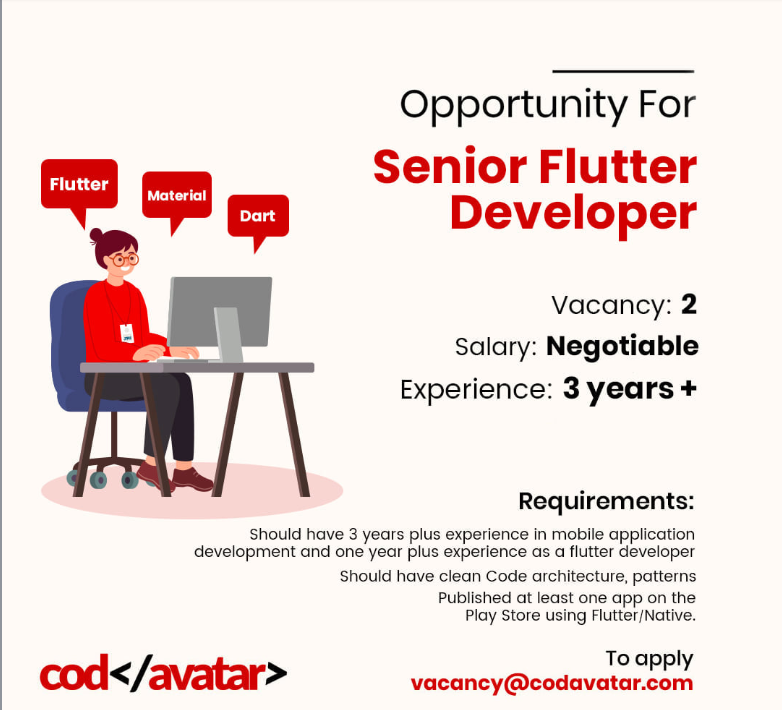 Opportunity For
Senior Flutter
Developer
Flutter
Material
Dart
Vacancy: 2
Salary: Negotiable
Experience: 3 years +
Requirements:
Should have 3 years plus experience in mobile application
development and one year plus experience as a flutter developer
Should have clean Code architecture, patterns
Published at least one app on the
Play Store using Flutter/Native.
cod</avatar>
To apply
vacancy@codavatar.com